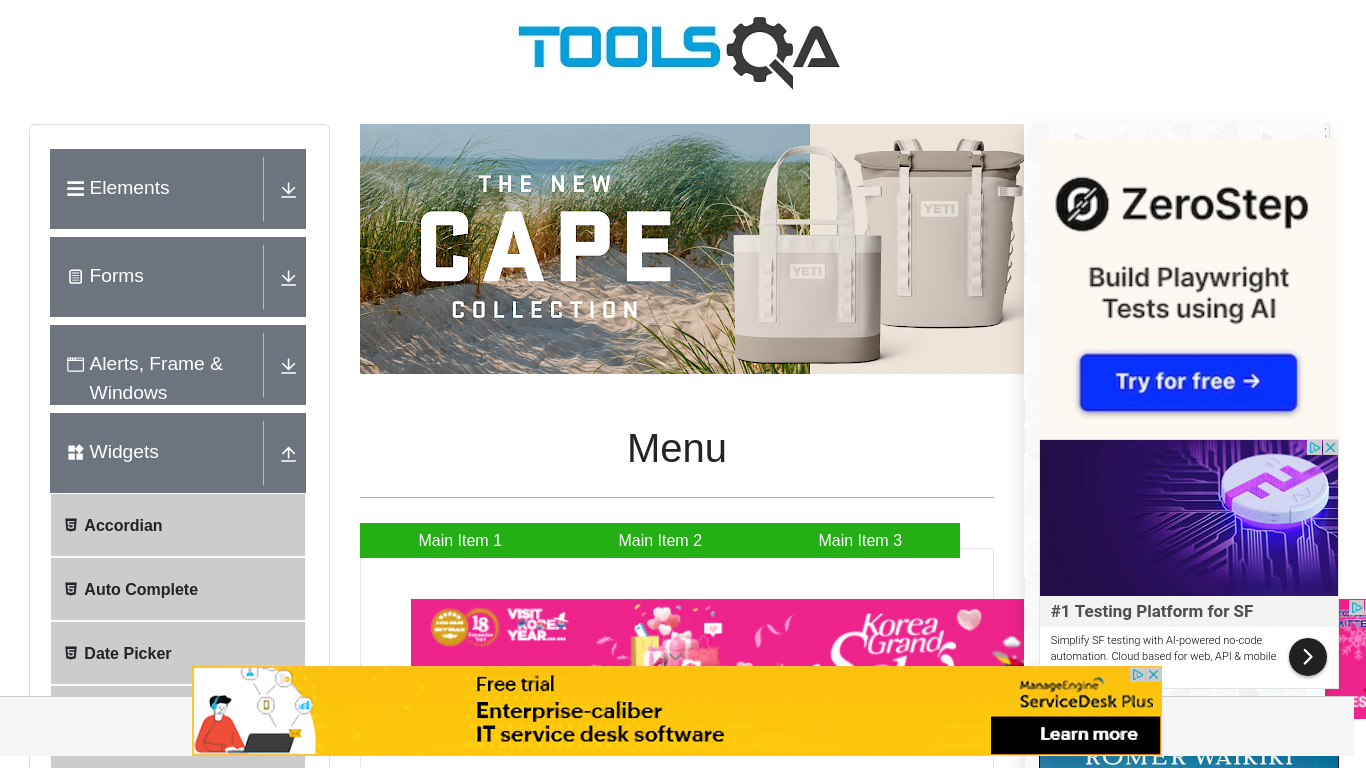 TOOLSQA
Elements
Forms
Alerts, Frame &
Windows
Widgets
Accordian
Auto Complete
Date Picker
THE NEW
CAPE
COLLECTION
YETI
YETI
Menu
Main Item 1
Main Item 2
Main Item 3
VISIT
KOREA
YEAR
Korea
Grand
ZeroStep
Build Playwright
Tests using AI
Try for free →
#1 Testing Platform for SF
Simplify SF testing with AI-powered no-code
automation. Cloud based for web, API & mobile
Free trial
Enterprise-caliber
IT service desk software
ManageEngine
ServiceDesk Plus
Learn more
ROMER WAIKIKI